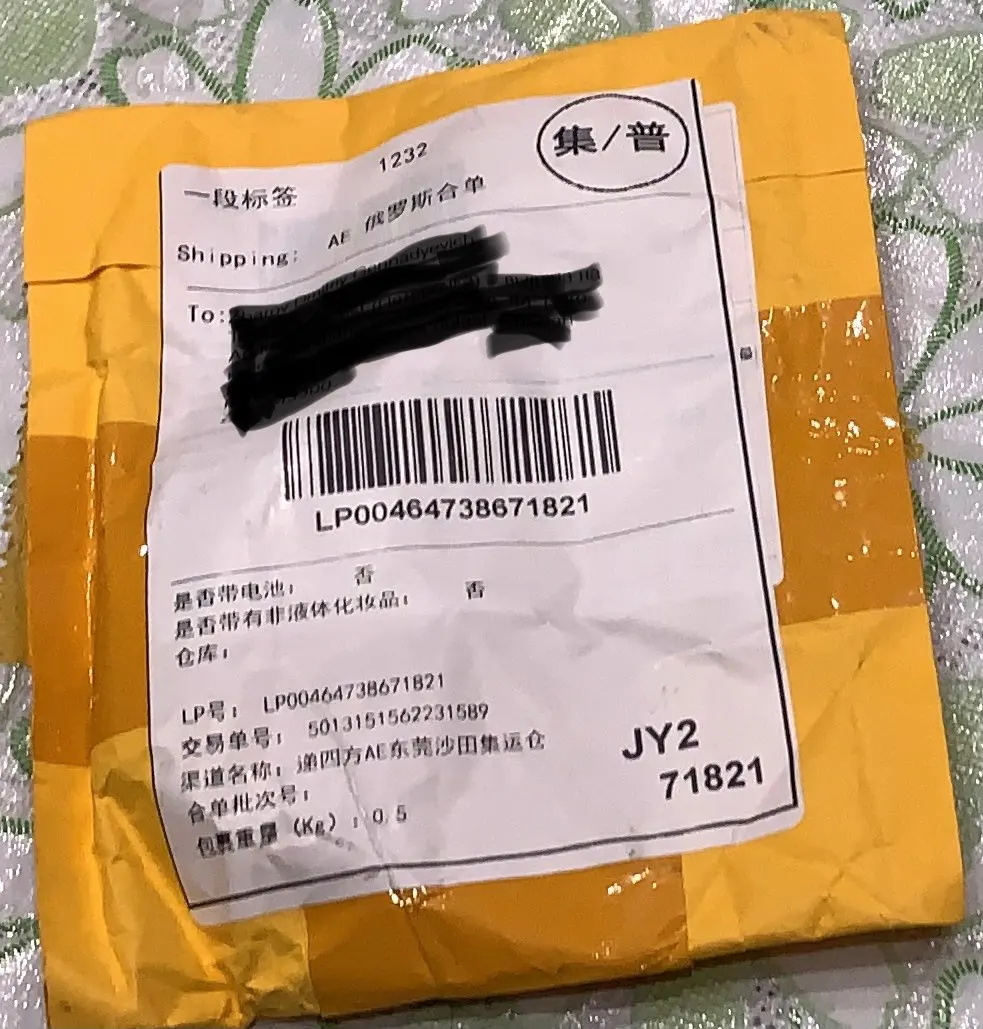 1232
集/普
一段标签
Shipping: AE 俄罗斯合单
To:
LP00464738671821
是否带电池: 否
是否带有非液体化妆品: 否
仓库:
LP号: LP00464738671821
交易单号: 5013151562231589
渠道名称: 递四方AE东莞沙田集运仓
合单批次号:
包裹重量 (Kg): 0.5
JY2
71821